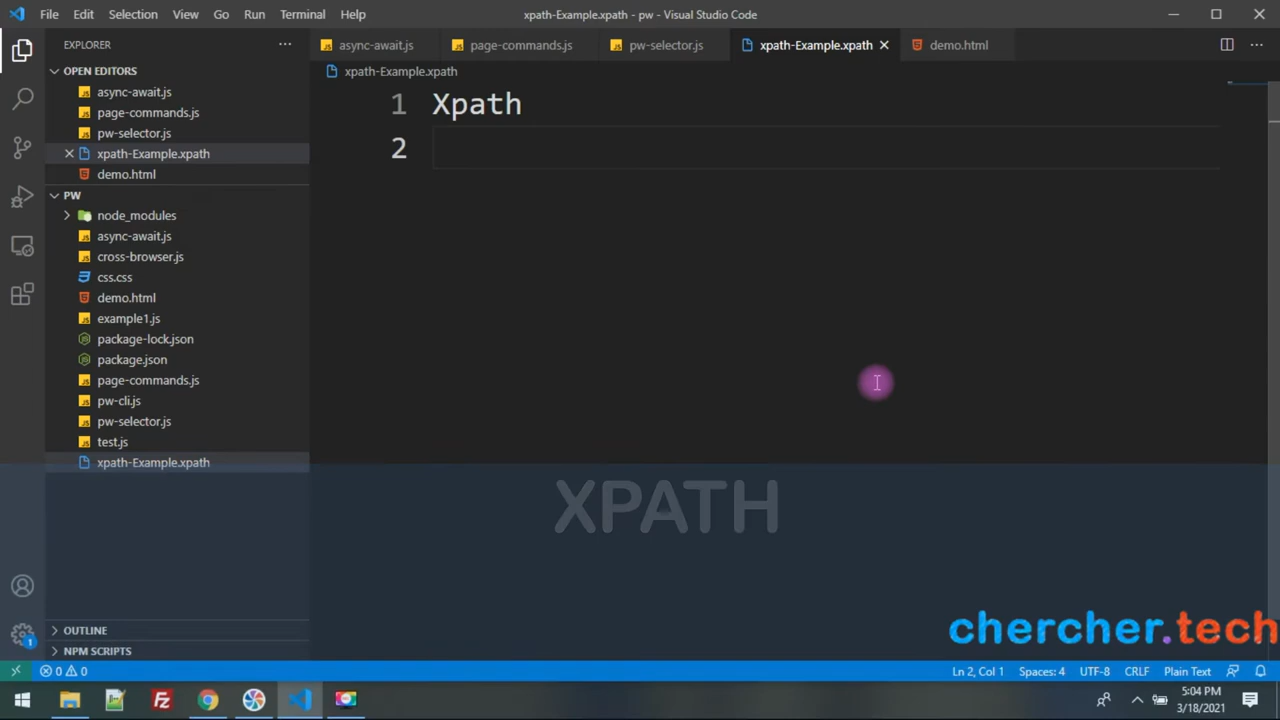 File Edit Selection View Go Run Terminal Help
xpath-Example.xpath - pw - Visual Studio Code
EXPLORER
async-await.js
page-commands.js
pw-selector.js
xpath-Example.xpath
demo.html
OPEN EDITORS
async-await.js
page-commands.js
pw-selector.js
xpath-Example.xpath
demo.html
PW
node_modules
async-await.js
cross-browser.js
css.css
demo.html
example1.js
package-lock.json
package.json
page-commands.js
pw-cli.js
pw-selector.js
test.js
xpath-Example.xpath
OUTLINE
NPM SCRIPTS
xpath-Example.xpath
1 Xpath
2
XPATH
chercher.tech
1
0 0
Ln 2, Col 1
Spaces: 4
UTF-8
CRLF
Plain Text
5:04 PM
3/18/2021